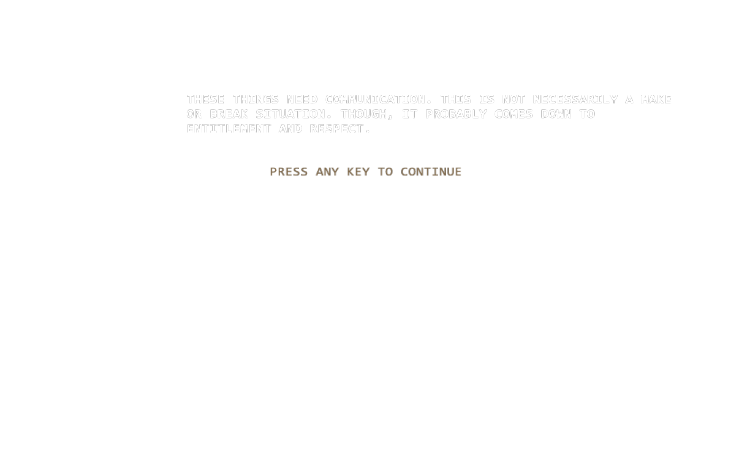 THESE THINGS NEED COMMUNICATION. THIS IS NOT NECESSARILY A MAKE
OR BREAK SITUATION. THOUGH, IT PROBABLY COMES DOWN TO
ENTITLEMENT AND RESPECT.
PRESS ANY KEY TO CONTINUE